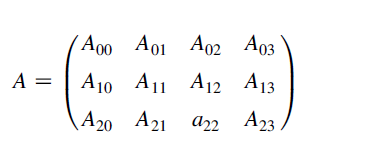 A₀₀ A₀₁ A₀₂ A₀₃
A = A₁₀ A₁₁ A₁₂ A₁₃
A₂₀ A₂₁ a₂₂ A₂₃